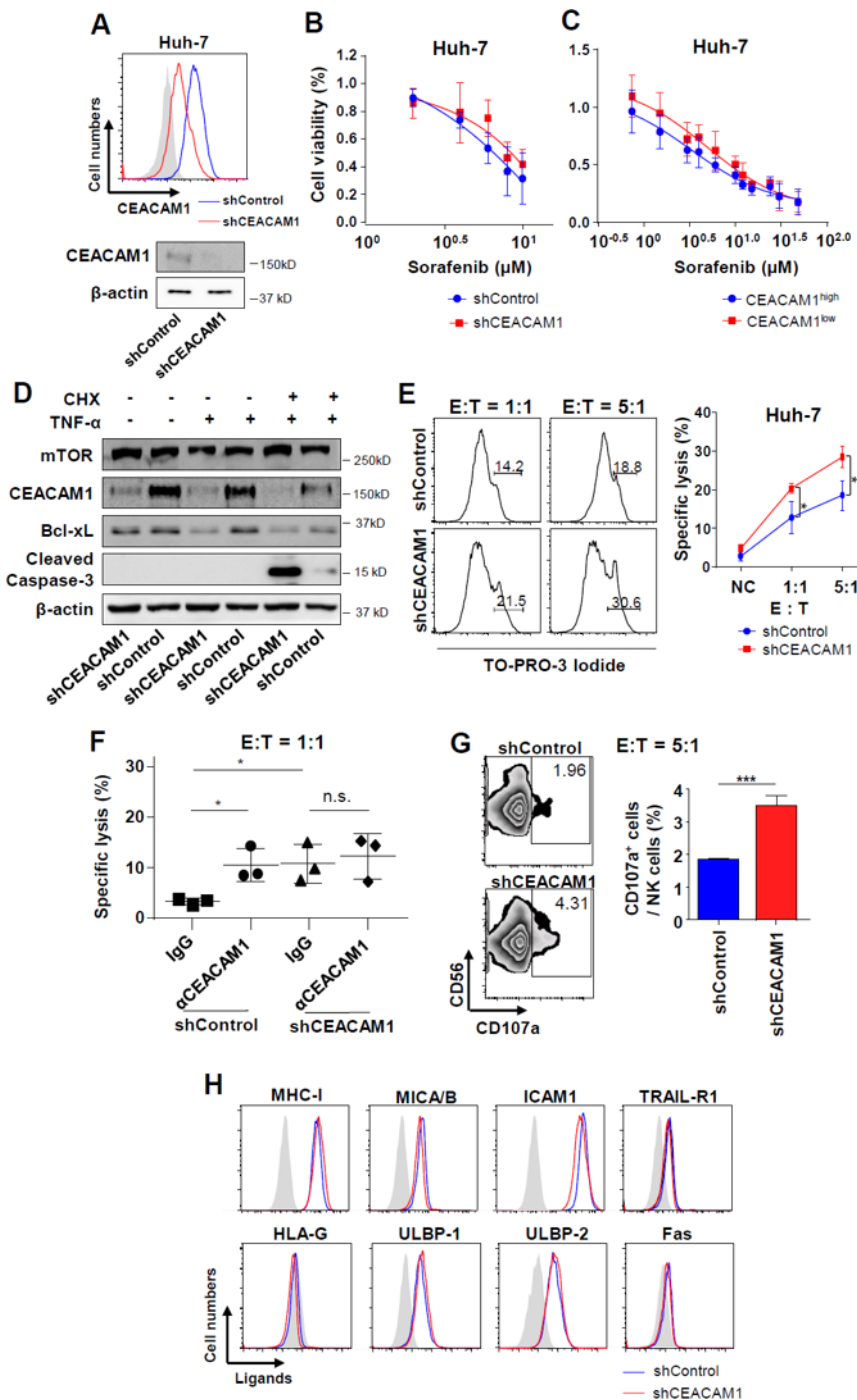 A
Huh-7
Cell numbers
CEACAM1
shControl
shCEACAM1
CEACAM1
150kD
β-actin
37 kD
shControl
shCEACAM1
B
Huh-7
Cell viability (%)
1.2
1.0
0.8
0.6
0.4
0.2
0.0
10^0
10^0.5
10^1
Sorafenib (µM)
shControl
shCEACAM1
C
Huh-7
1.5
1.0
0.5
0.0
10^-0.5
10^0
10^0.5
10^1
10^1.0
10^1.5
10^2.0
Sorafenib (µM)
CEACAM1^high
CEACAM1^low
D
CHX - - - - + +
TNF-α - - + + + +
mTOR
250kD
CEACAM1
150kD
Bcl-xL
37kD
Cleaved
Caspase-3
15 kD
β-actin
37 kD
shCEACAM1
shControl
shCEACAM1
shControl
shCEACAM1
shControl
E
E:T = 1:1
E:T = 5:1
shControl
14.2
18.8
shCEACAM1
21.5
30.6
TO-PRO-3 Iodide
Huh-7
Specific lysis (%)
40
30
20
10
0
*
*
NC
1:1
5:1
E : T
shControl
shCEACAM1
F
E:T = 1:1
Specific lysis (%)
30
20
10
0
*
*
n.s.
IgG
αCEACAM1
IgG
αCEACAM1
shControl
shCEACAM1
G
shControl
1.96
shCEACAM1
4.31
CD56
CD107a
E:T = 5:1
CD107a+ cells
/ NK cells (%)
5
4
3
2
1
0
***
shControl
shCEACAM1
H
MHC-I
MICA/B
ICAM1
TRAIL-R1
HLA-G
ULBP-1
ULBP-2
Fas
Cell numbers
Ligands
shControl
shCEACAM1